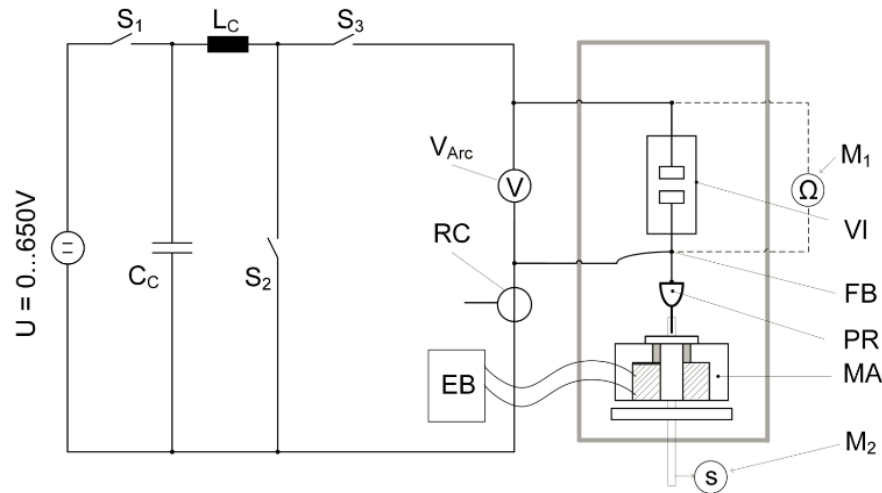 S1
LC
S3
VArc
V
M1
Ω
VI
RC
U = 0...650V
=
CC
S2
FB
PR
EB
MA
M2
s